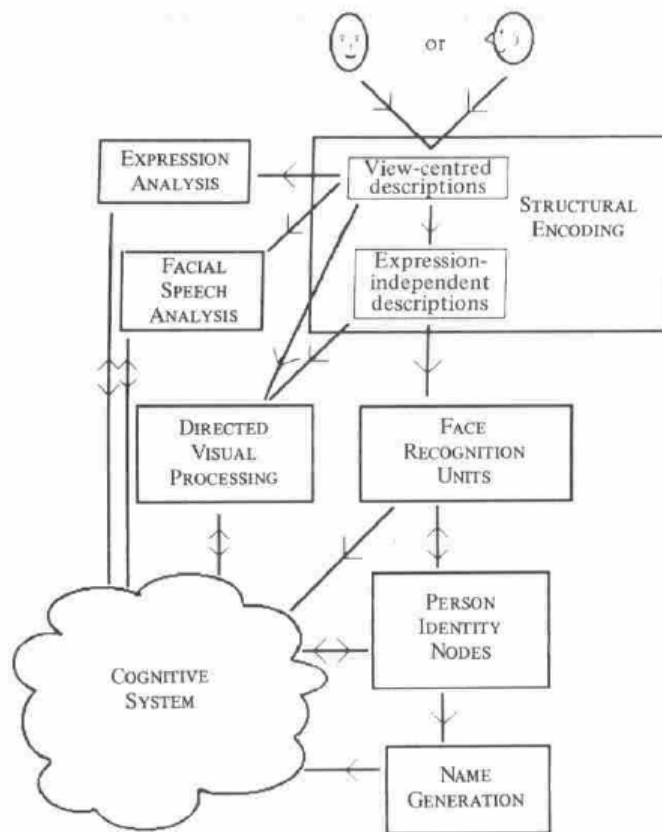 or
View-centred
descriptions
EXPRESSION
ANALYSIS
STRUCTURAL
ENCODING
Expression-
independent
descriptions
FACIAL
SPEECH
ANALYSIS
DIRECTED
VISUAL
PROCESSING
FACE
RECOGNITION
UNITS
PERSON
IDENTITY
NODES
COGNITIVE
SYSTEM
NAME
GENERATION